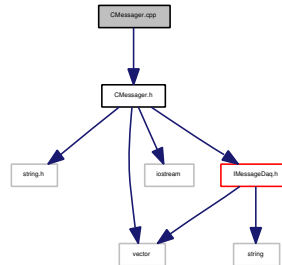 CMessager.cpp
CMessager.h
string.h
iostream
IMessageDaq.h
vector
string